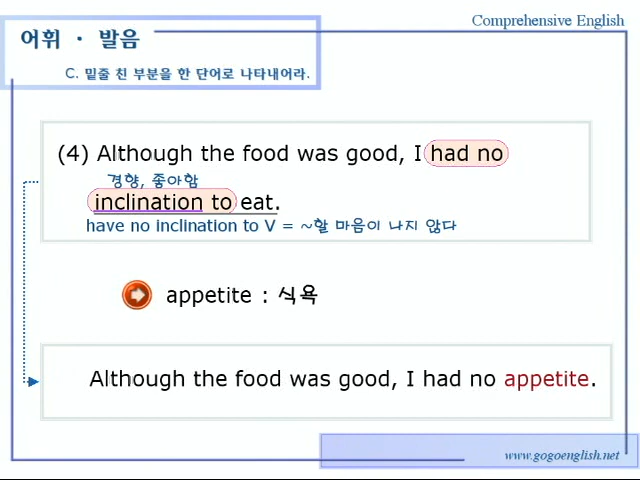 Comprehensive English
어휘 · 발음
C. 밑줄 친 부분을 한 단어로 나타내어라.
(4) Although the food was good, I had no
경향, 좋아함
inclination to eat.
have no inclination to V = ~할 마음이 나지 않다
appetite : 식욕
Although the food was good, I had no appetite.
www.gogoenglish.net